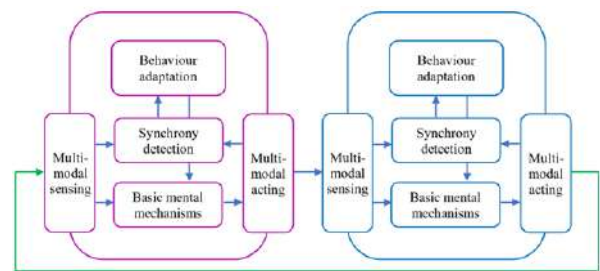 Behaviour
adaptation
Synchrony
detection
Multi-
modal
sensing
Basic mental
mechanisms
Multi-
modal
acting
Behaviour
adaptation
Synchrony
detection
Multi-
modal
sensing
Basic mental
mechanisms
Multi-
modal
acting